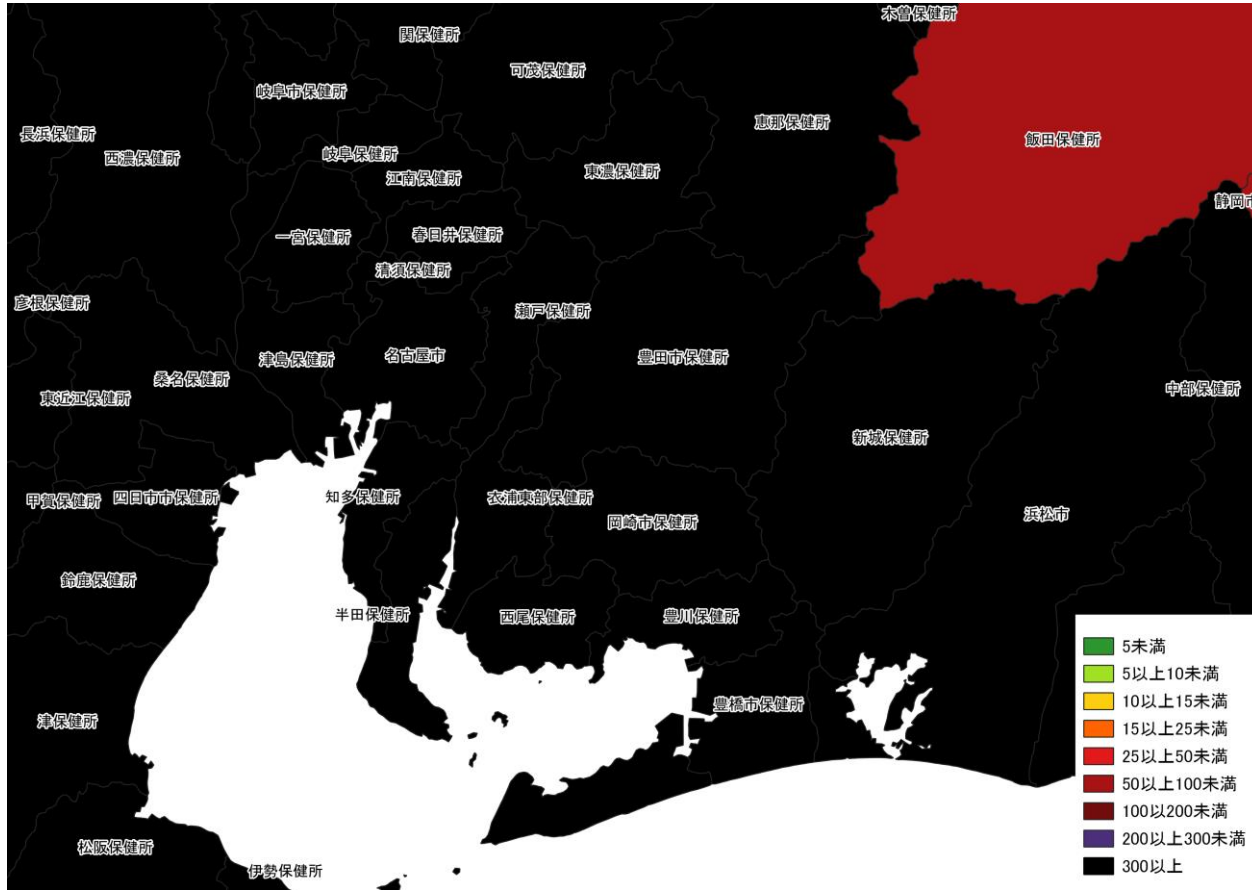 木曽保健所
関保健所
可茂保健所
岐阜市保健所
恵那保健所
長浜保健所
飯田保健所
西濃保健所
岐阜保健所
東濃保健所
江南保健所
静岡市
一宮保健所
春日井保健所
清須保健所
彦根保健所
瀬戸保健所
津島保健所
名古屋市
豊田市保健所
桑名保健所
中部保健所
東近江保健所
新城保健所
甲賀保健所
四日市市保健所
知多保健所
衣浦東部保健所
岡崎市保健所
浜松市
鈴鹿保健所
半田保健所
西尾保健所
豊川保健所
津保健所
豊橋市保健所
松阪保健所
伊勢保健所
5未満
5以上10未満
10以上15未満
15以上25未満
25以上50未満
50以上100未満
100以200未満
200以上300未満
300以上